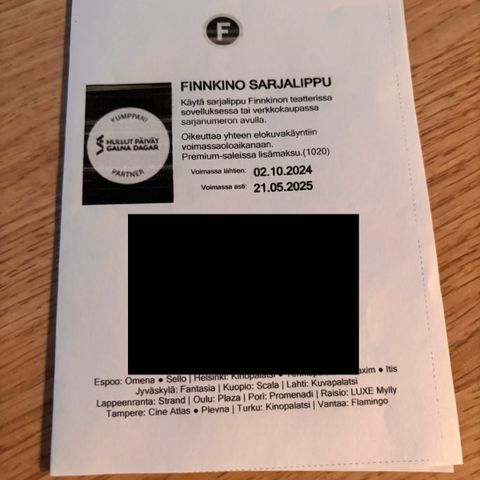 F
FINNKINO SARJALIPPU
Käytä sarjalippu Finnkinon teatterissa
sovelluksessa tai verkkokaupassa
sarjanumeron avulla.
Oikeuttaa yhteen elokuvakäyntiin
voimassaoloaikanaan.
Premium-saleissa lisämaksu.(1020)
Voimassa lähtien: 02.10.2024
Voimassa asti: 21.05.2025
KUMPPANI
HULLUT PÄIVÄT
GALNA DAGAR
PARTNER
Espoo: Omena ● Sello | Helsinki: Kinopalatsi ● Itis
Jyväskylä: Fantasia | Kuopio: Scala | Lahti: Kuvapalatsi
Lappeenranta: Strand | Oulu: Plaza | Pori: Promenadi | Raisio: LUXE Mylly
Tampere: Cine Atlas ● Plevna | Turku: Kinopalatsi | Vantaa: Flamingo